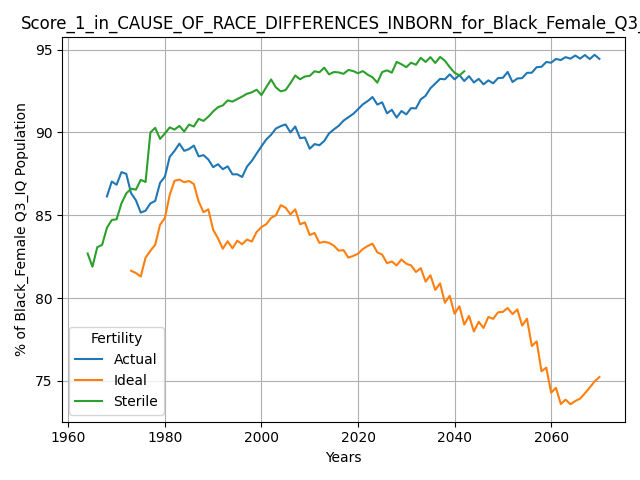 Score_1_in_CAUSE_OF_RACE_DIFFERENCES_INBORN_for_Black_Female_Q3_
95
90
85
80
75
% of Black_Female Q3_IQ Population
Fertility
Actual
Ideal
Sterile
1960 1980 2000 2020 2040 2060
Years